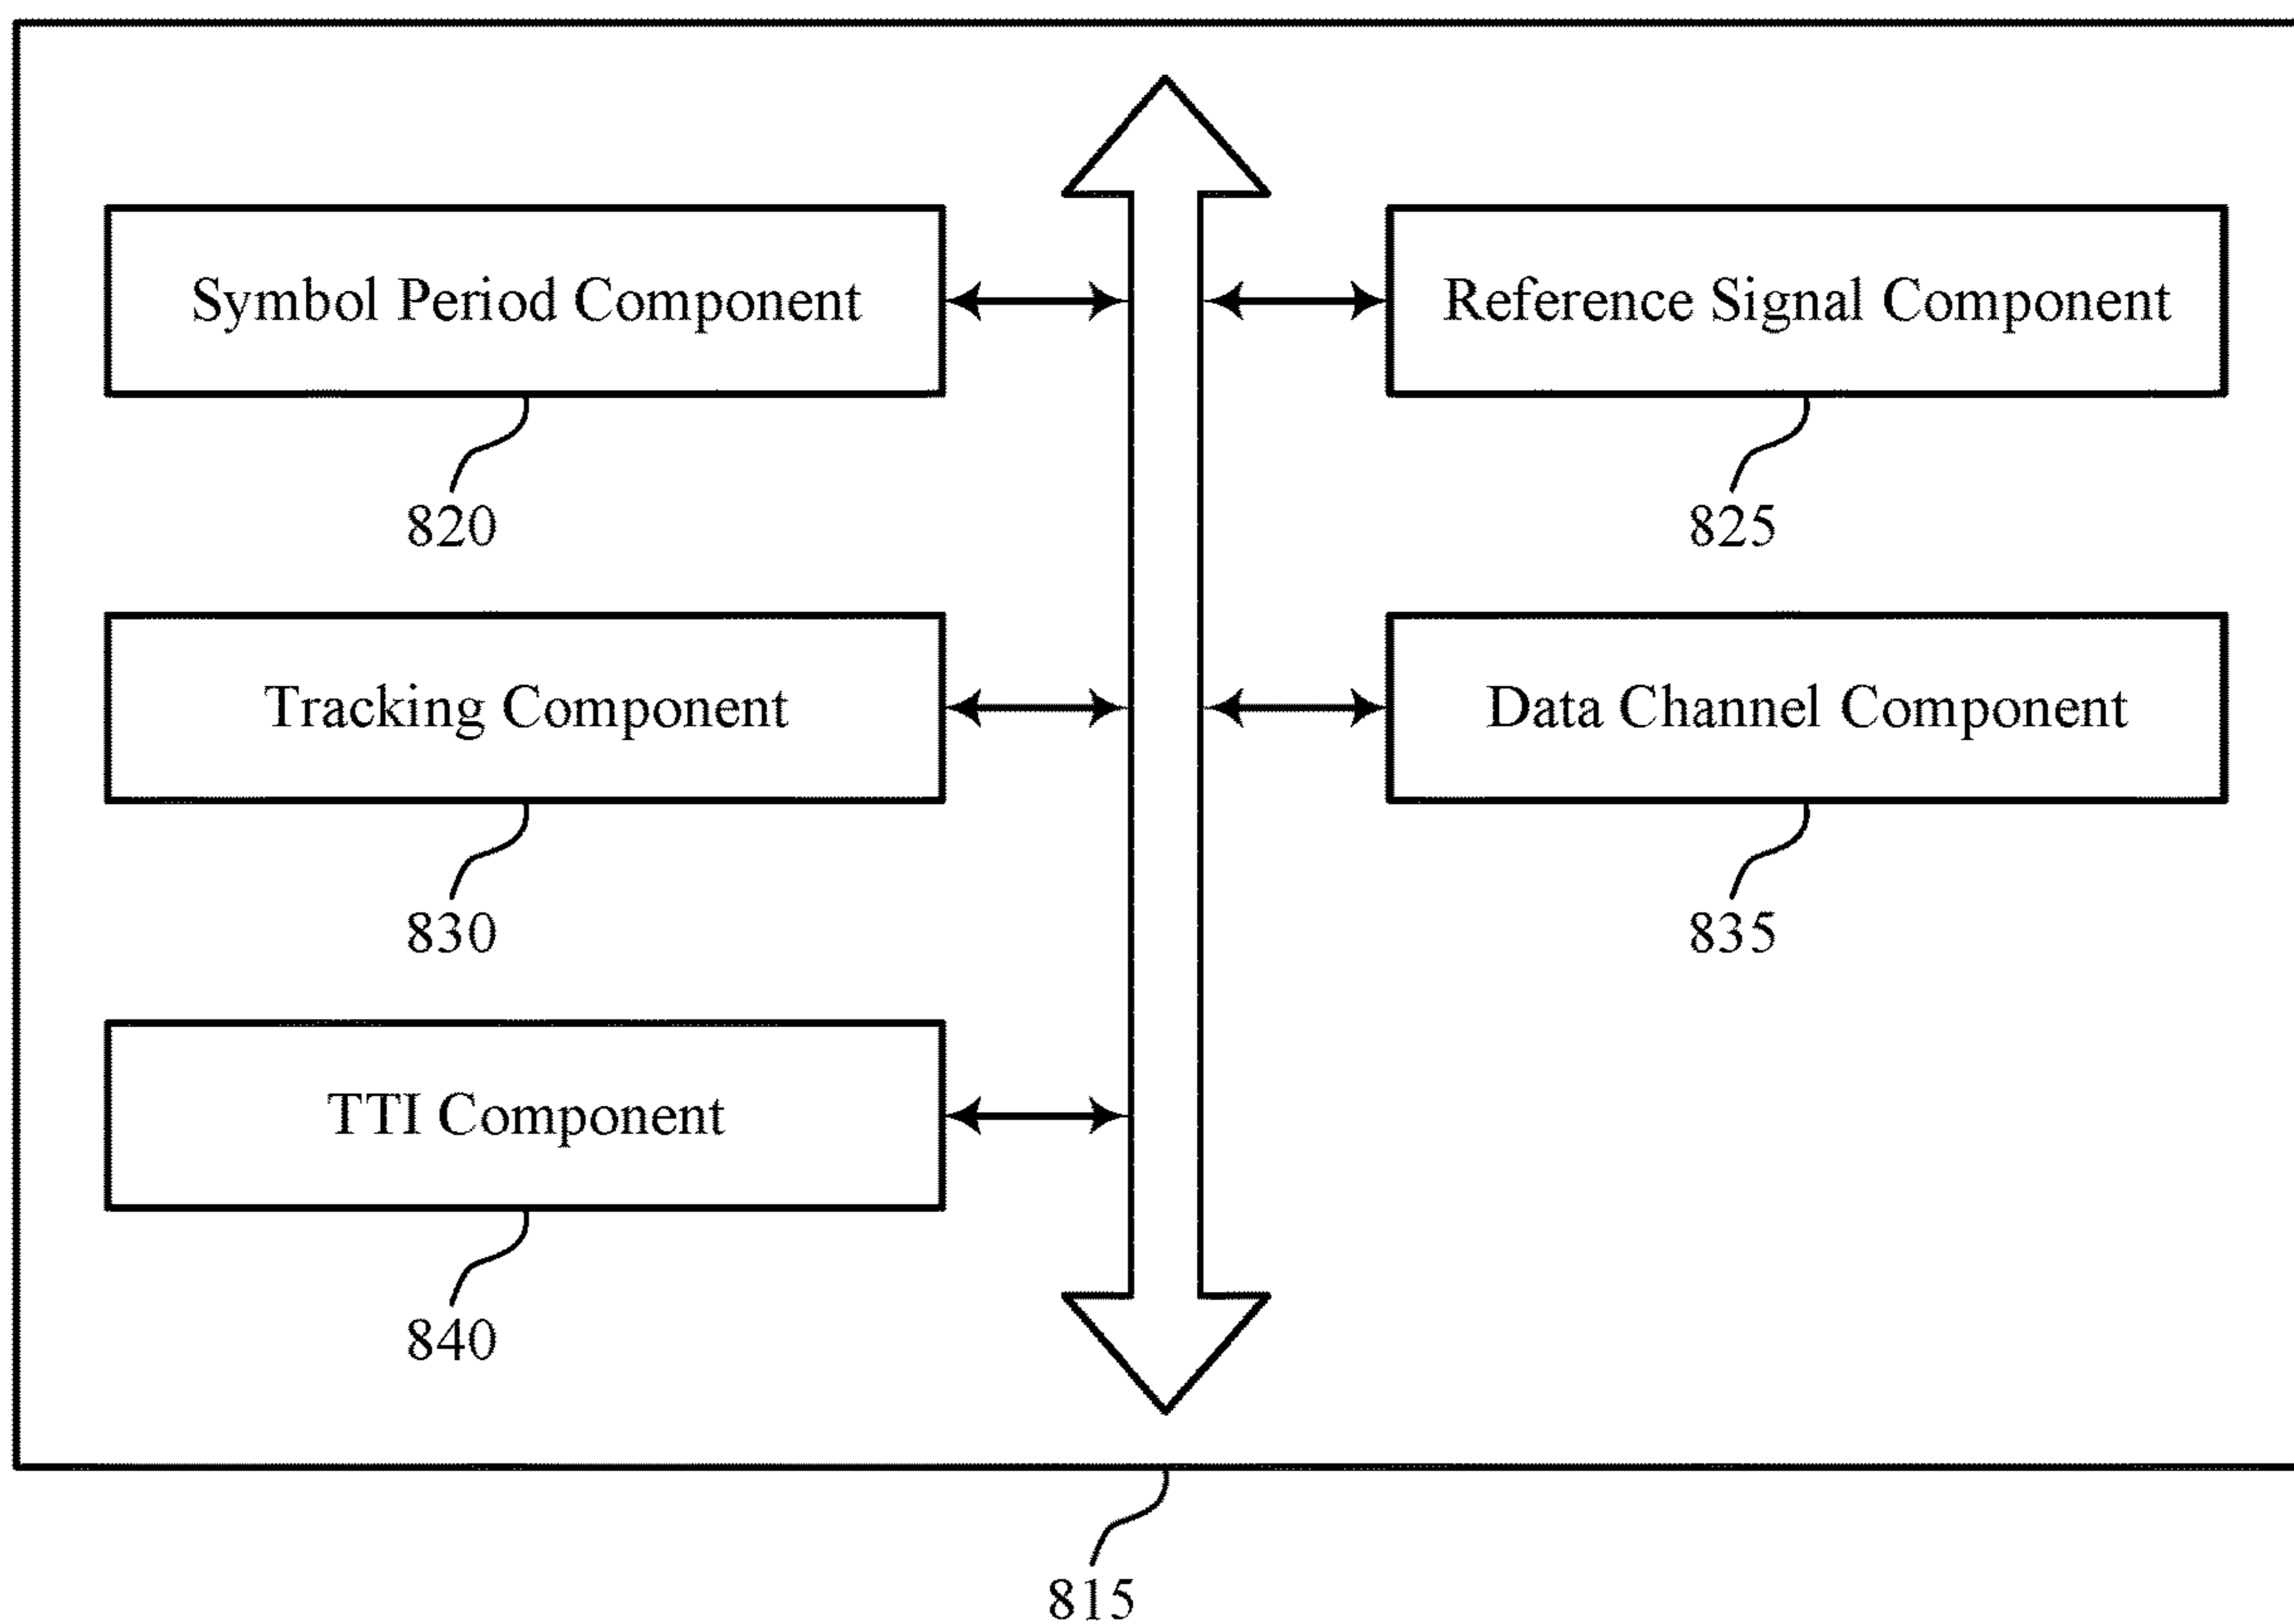 Symbol Period Component
Reference Signal Component
820
825
Tracking Component
Data Channel Component
830
835
TTI Component
840
815